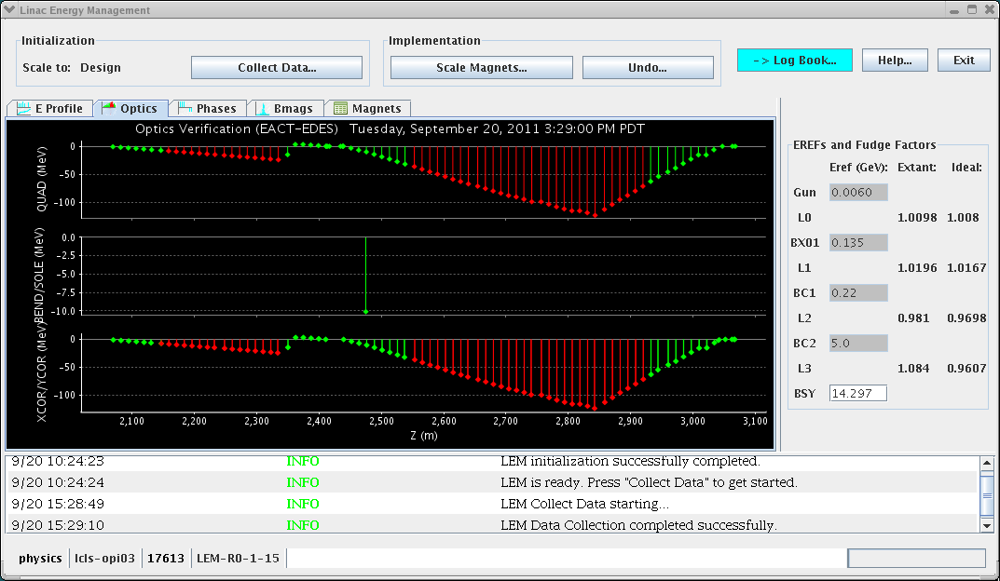 Linac Energy Management
Initialization
Scale to: Design
Collect Data...
Implementation
Scale Magnets...
Undo...
-> Log Book...
Help...
Exit
E Profile
Optics
Phases
Bmags
Magnets
Optics Verification (EACT-EDES) Tuesday, September 20, 2011 3:29:00 PM PDT
QUAD (MeV)
0
-50
-100
BEND/SOLE (MeV)
0.0
-2.5
-5.0
-7.5
-10.0
XCOR/YCOR (MeV)
0
-50
-100
2,100 2,200 2,300 2,400 2,500 2,600 2,700 2,800 2,900 3,000 3,100
Z (m)
EREFs and Fudge Factors
Eref (GeV): Extant: Ideal:
Gun 0.0060
L0 1.0098 1.008
BX01 0.135
L1 1.0196 1.0167
BC1 0.22
L2 0.981 0.9698
BC2 5.0
L3 1.084 0.9607
BSY 14.297
9/20 10:24:23 INFO LEM initialization successfully completed.
9/20 10:24:24 INFO LEM is ready. Press "Collect Data" to get started.
9/20 15:28:49 INFO LEM Collect Data starting...
9/20 15:29:10 INFO LEM Data Collection completed successfully.
physics lcls-opi03 17613 LEM-R0-1-15